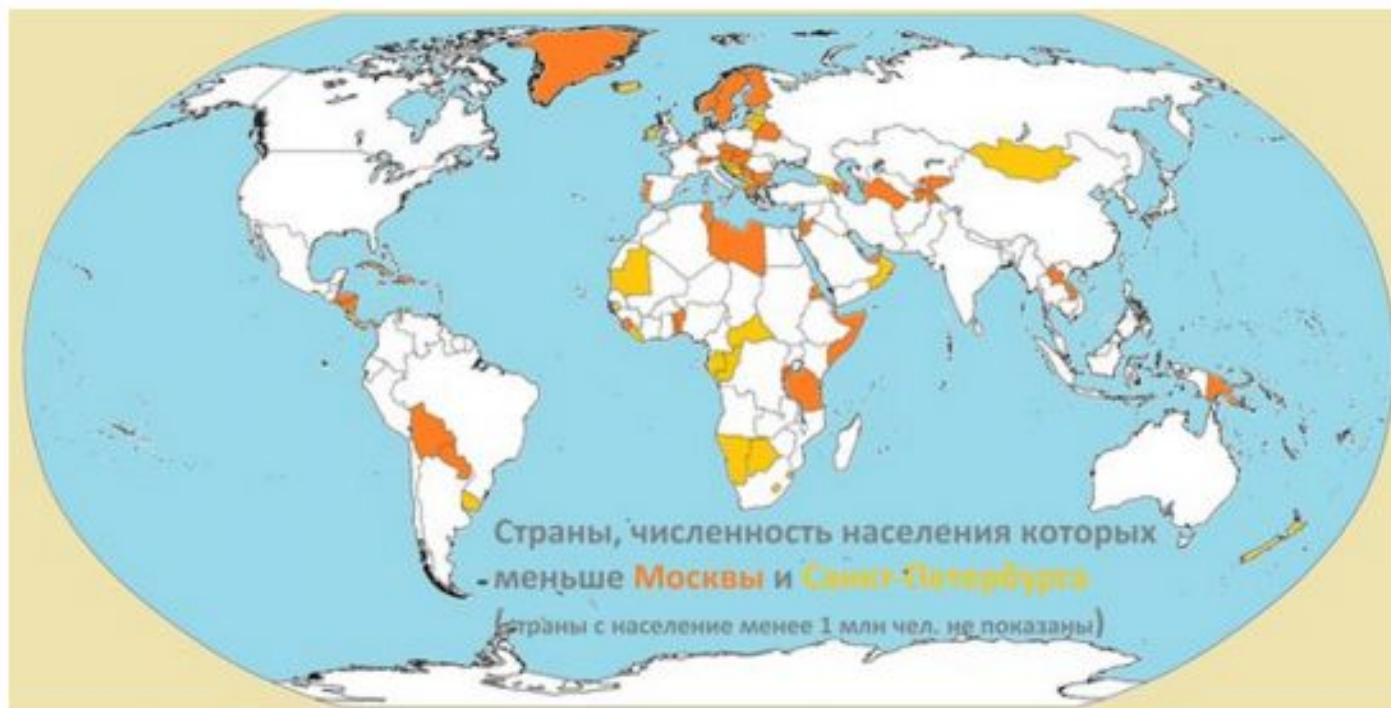 Страны, численность населения которых
меньше Москвы и Санкт-Петербурга
(страны с население менее 1 млн чел. не показаны)